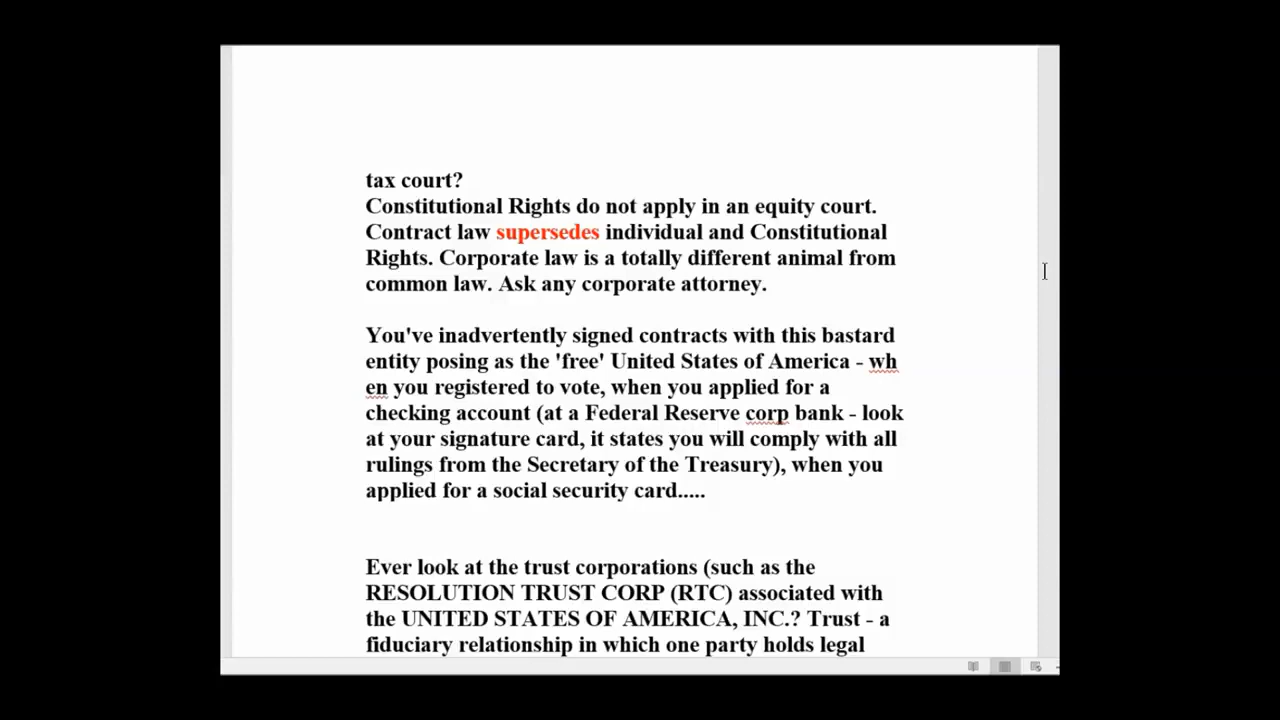 tax court?
Constitutional Rights do not apply in an equity court.
Contract law supersedes individual and Constitutional
Rights. Corporate law is a totally different animal from
common law. Ask any corporate attorney.
You've inadvertently signed contracts with this bastard
entity posing as the 'free' United States of America - wh
en you registered to vote, when you applied for a
checking account (at a Federal Reserve corp bank - look
at your signature card, it states you will comply with all
rulings from the Secretary of the Treasury), when you
applied for a social security card.....
Ever look at the trust corporations (such as the
RESOLUTION TRUST CORP (RTC) associated with
the UNITED STATES OF AMERICA, INC.? Trust - a
fiduciary relationship in which one party holds legal